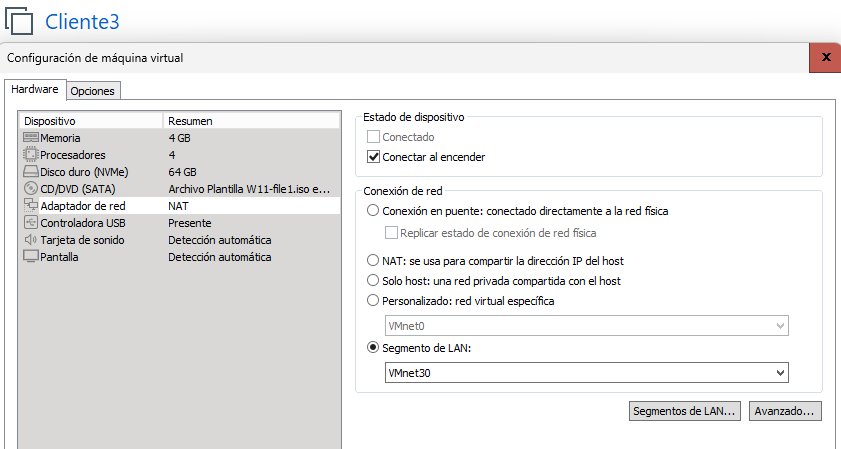 Cliente3
Configuración de máquina virtual
x
Hardware Opciones
Dispositivo Resumen
Memoria 4 GB
Procesadores 4
Disco duro (NVMe) 64 GB
CD/DVD (SATA) Archivo Plantilla W11-file1.iso e...
Adaptador de red NAT
Controladora USB Presente
Tarjeta de sonido Detección automática
Pantalla Detección automática
Estado de dispositivo
Conectado
Conectar al encender
Conexión de red
Conexión en puente: conectado directamente a la red física
Replicar estado de conexión de red física
NAT: se usa para compartir la dirección IP del host
Solo host: una red privada compartida con el host
Personalizado: red virtual específica
VMnet0
Segmento de LAN:
VMnet30
Segmentos de LAN... Avanzado...